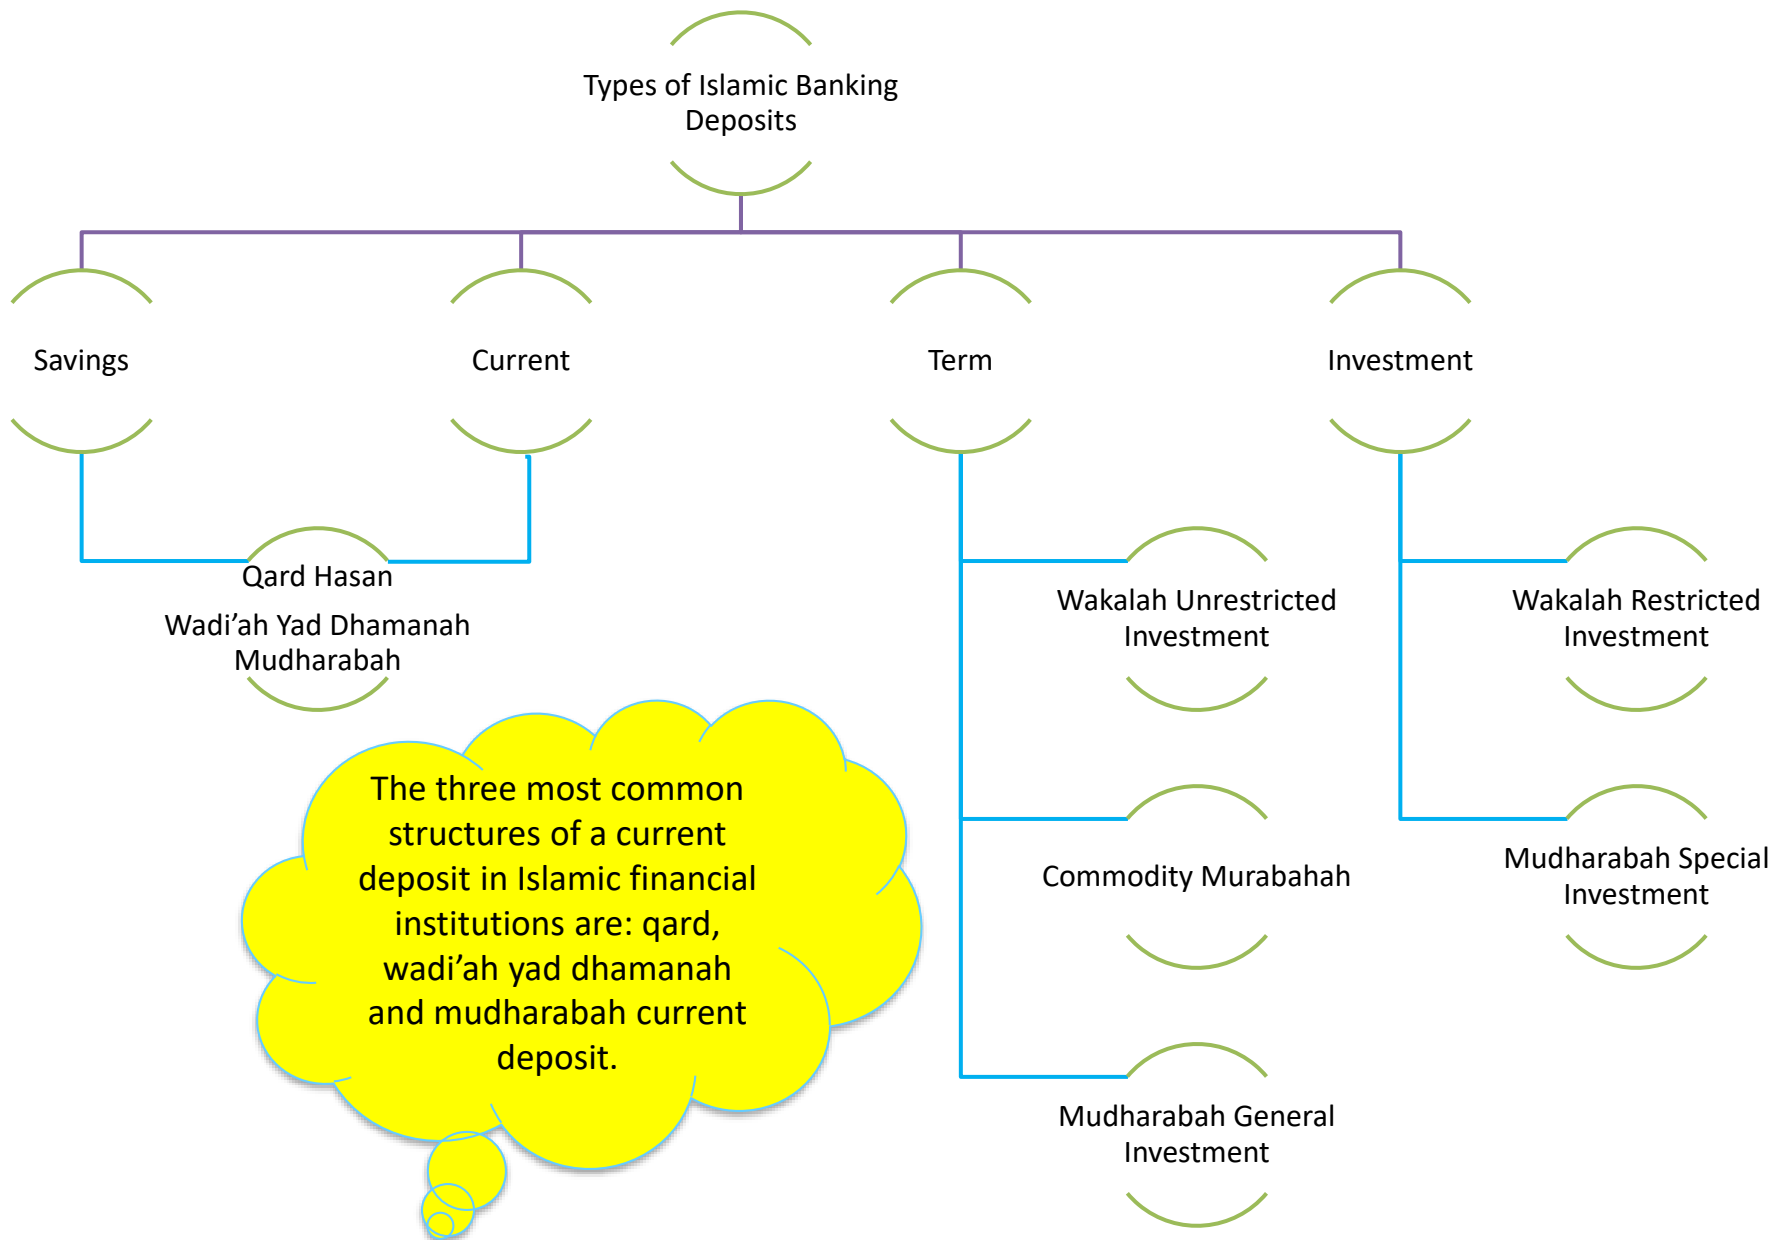 Types of Islamic Banking
Deposits
Savings
Current
Term
Investment
Qard Hasan
Wadi’ah Yad Dhamanah
Mudharabah
Wakalah Unrestricted
Investment
Wakalah Restricted
Investment
The three most common
structures of a current
deposit in Islamic financial
institutions are: qard,
wadi’ah yad dhamanah
and mudharabah current
deposit.
Commodity Murabahah
Mudharabah Special
Investment
Mudharabah General
Investment